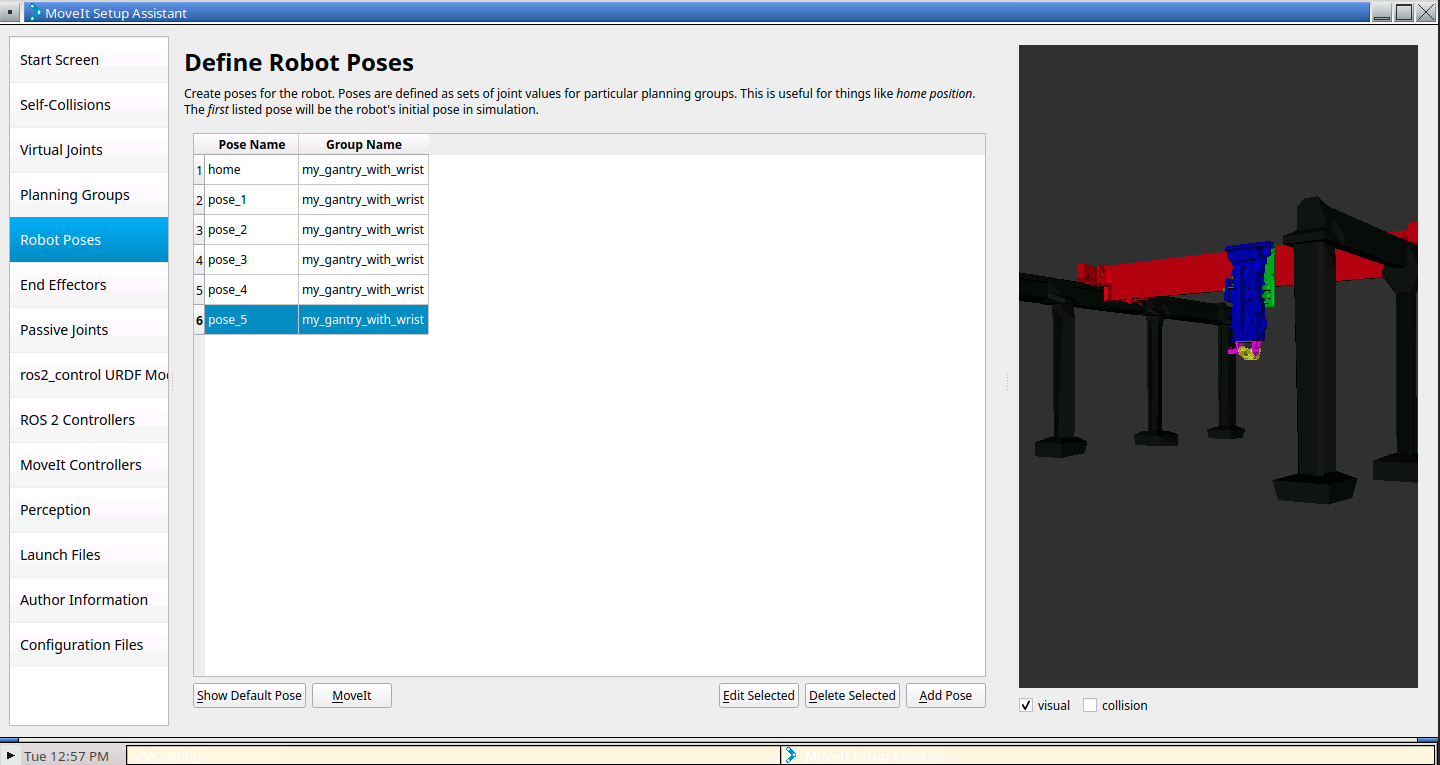 MoveIt Setup Assistant
Start Screen
Self-Collisions
Virtual Joints
Planning Groups
Robot Poses
End Effectors
Passive Joints
ros2_control URDF Mo
ROS 2 Controllers
MoveIt Controllers
Perception
Launch Files
Author Information
Configuration Files
Define Robot Poses
Create poses for the robot. Poses are defined as sets of joint values for particular planning groups. This is useful for things like home position.
The first listed pose will be the robot's initial pose in simulation.
Pose Name Group Name
1 home my_gantry_with_wrist
2 pose_1 my_gantry_with_wrist
3 pose_2 my_gantry_with_wrist
4 pose_3 my_gantry_with_wrist
5 pose_4 my_gantry_with_wrist
6 pose_5 my_gantry_with_wrist
Show Default Pose MoveIt Edit Selected Delete Selected Add Pose
visual collision
Tue 12:57 PM MoveIt Setup Assistant